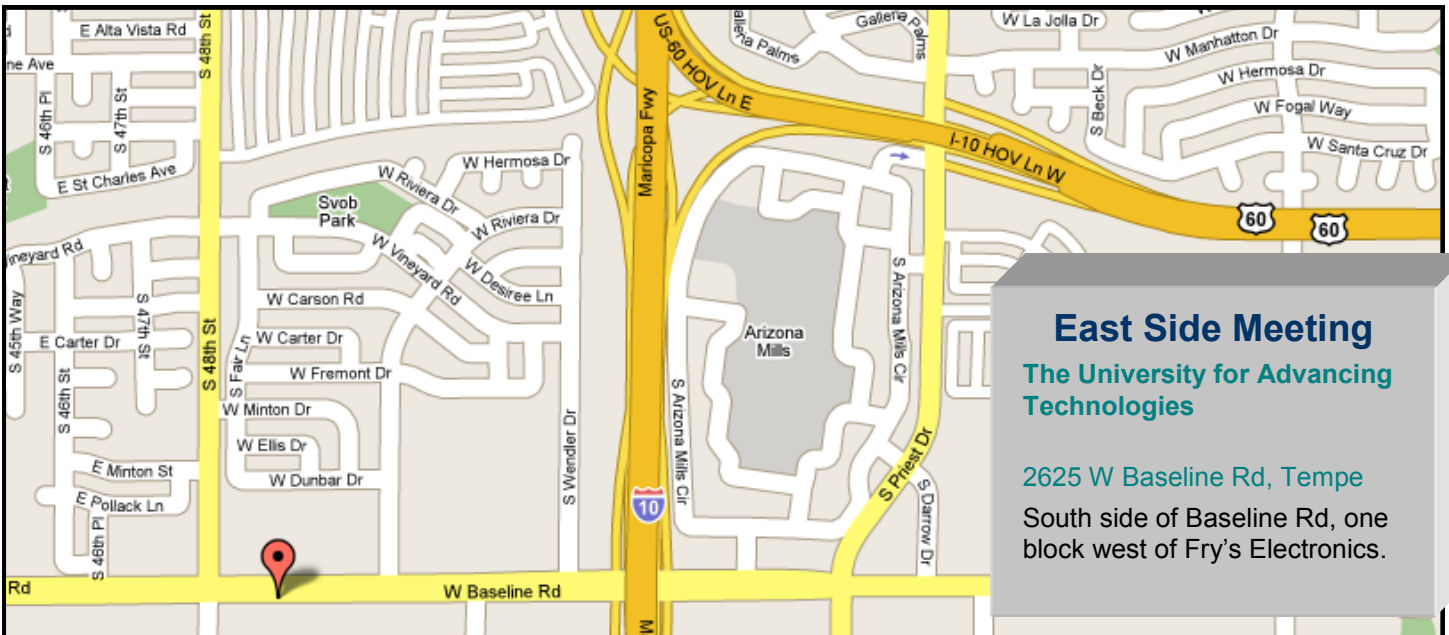 E Alta Vista Rd
S 48th St
ne Ave
S 46th Pl
S 47th St
E St Charles Ave
Galleria Palms
W La Jolla Dr
W Manhatton Dr
W Hermosa Dr
S Beck Dr
W Fogal Way
W Santa Cruz Dr
US-60 HOV Ln E
I-10 HOV Ln W
Maricopa Fwy
60
60
W Hermosa Dr
W Riviera Dr
Svob
Park
W Riviera Dr
W Vineyard Rd
W Desiree Ln
ineyard Rd
S 45th Way
S 47th St
E Carter Dr
S 46th St
S 48th St
S Fair Ln
W Carson Rd
W Carter Dr
W Fremont Dr
W Minton Dr
W Ellis Dr
W Dunbar Dr
E Minton St
E Pollack Ln
S 46th Pl
S Wendler Dr
10
Arizona
Mills
S Arizona Mills Cir
S Arizona Mills Cir
S Priest Dr
S Darrow Dr
Rd
W Baseline Rd
M
East Side Meeting
The University for Advancing
Technologies
2625 W Baseline Rd, Tempe
South side of Baseline Rd, one
block west of Fry's Electronics.